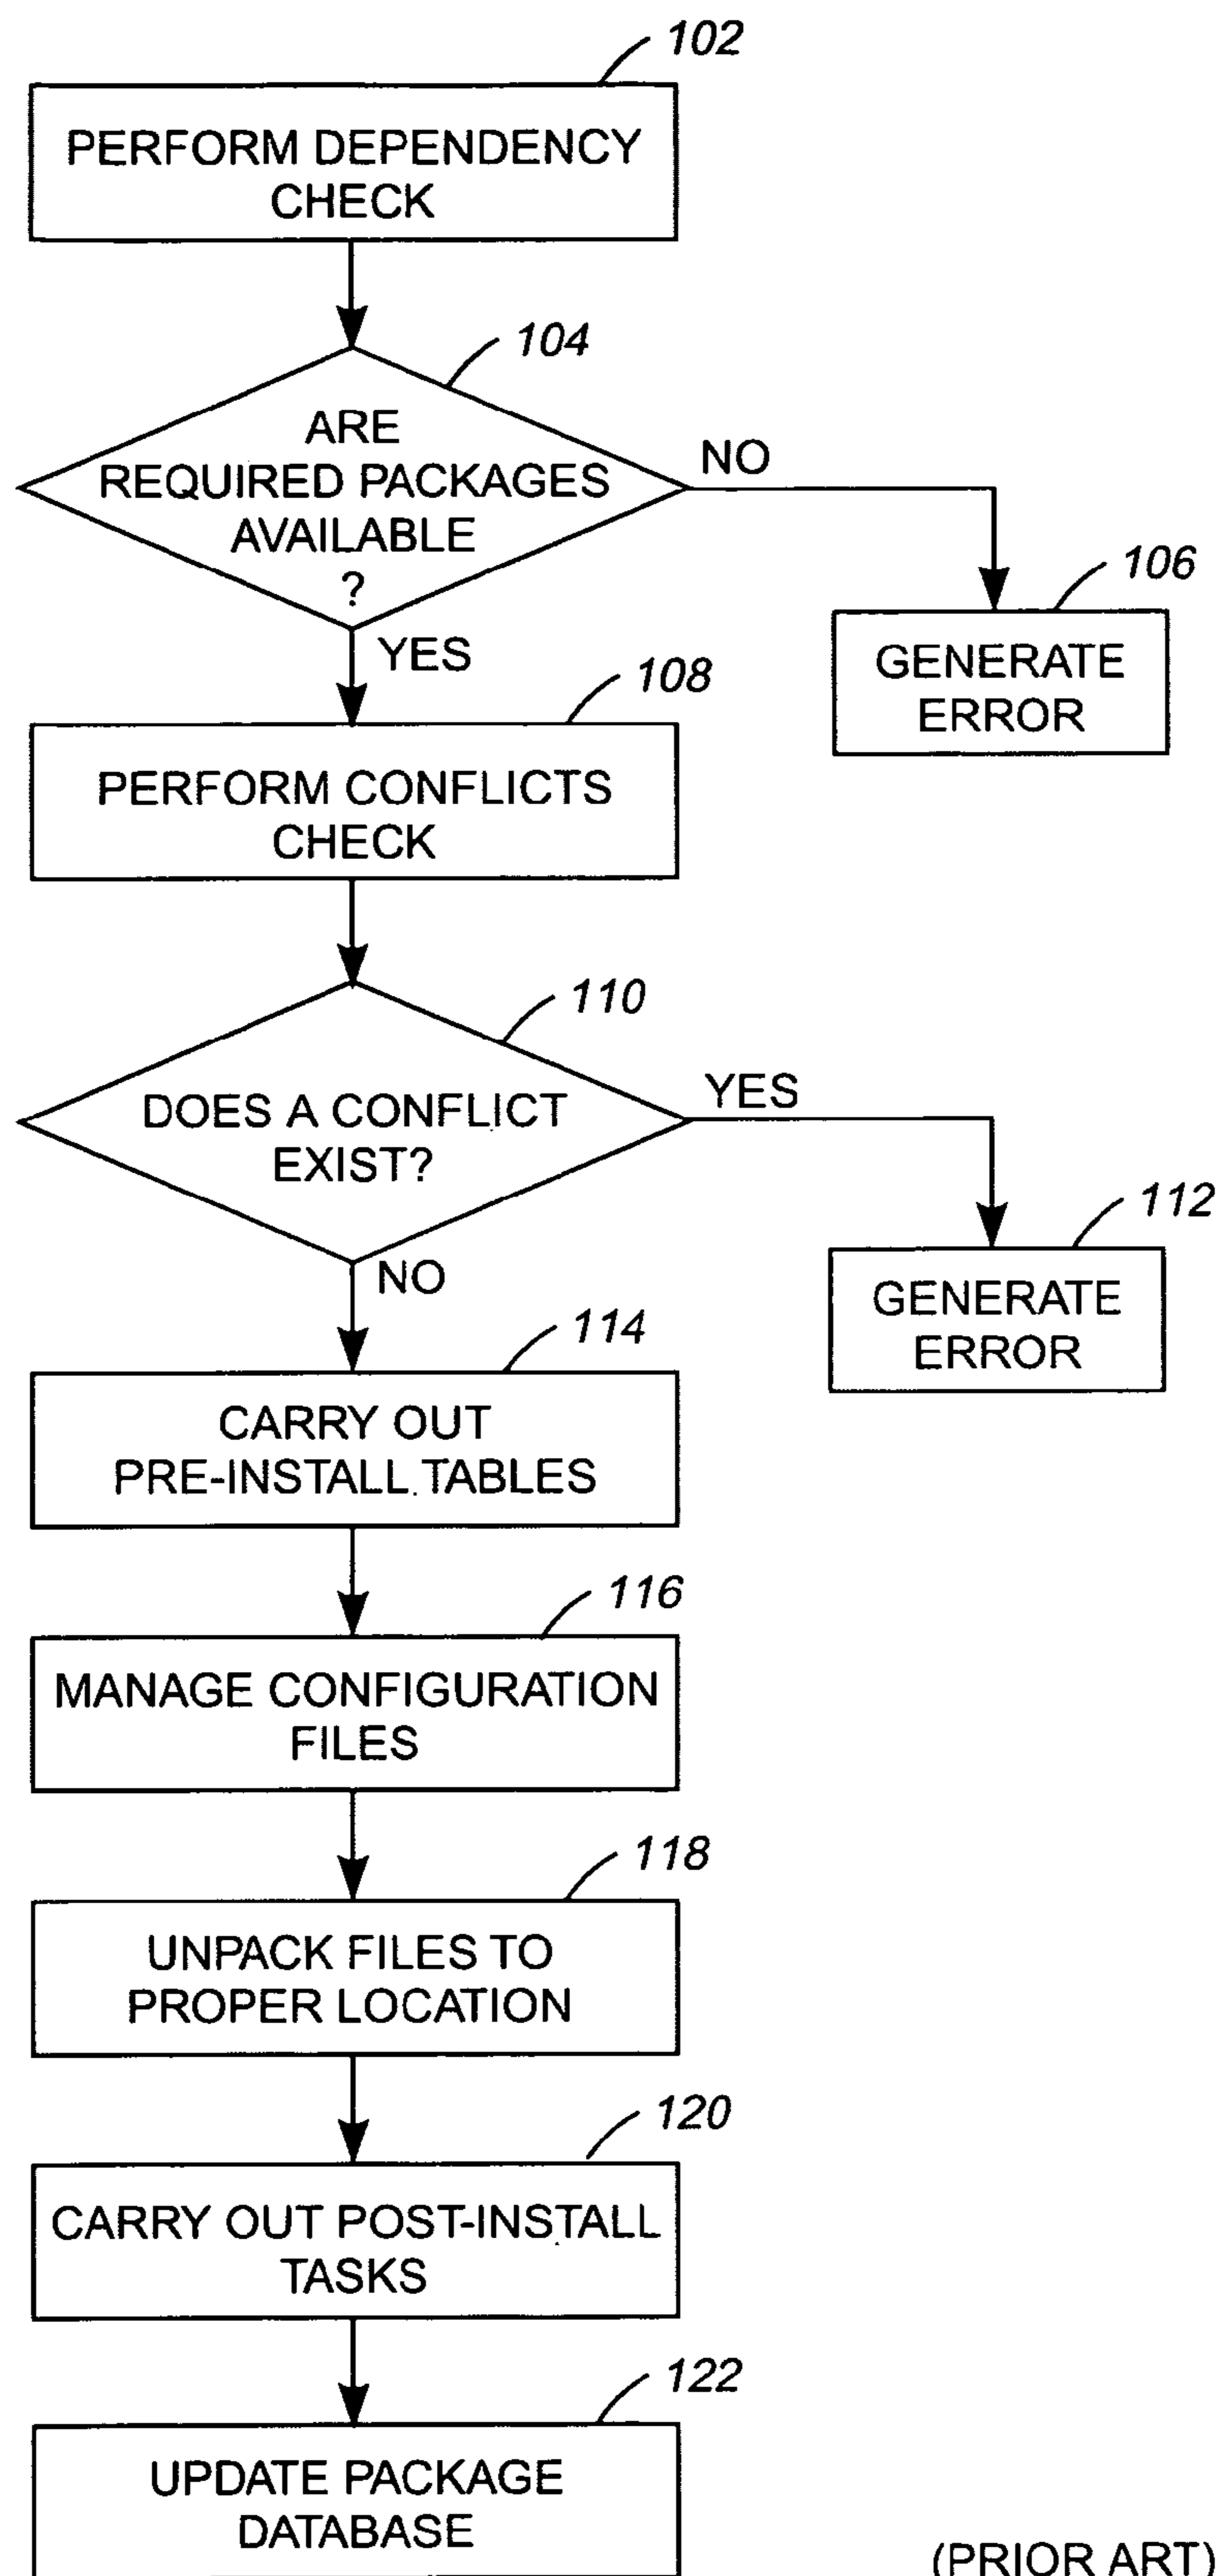 102
PERFORM DEPENDENCY
CHECK
104
ARE
REQUIRED PACKAGES
AVAILABLE
?
NO
YES
106
GENERATE
ERROR
108
PERFORM CONFLICTS
CHECK
110
DOES A CONFLICT
EXIST?
YES
NO
112
GENERATE
ERROR
114
CARRY OUT
PRE-INSTALL TABLES
116
MANAGE CONFIGURATION
FILES
118
UNPACK FILES TO
PROPER LOCATION
120
CARRY OUT POST-INSTALL
TASKS
122
UPDATE PACKAGE
DATABASE
(PRIOR ART)